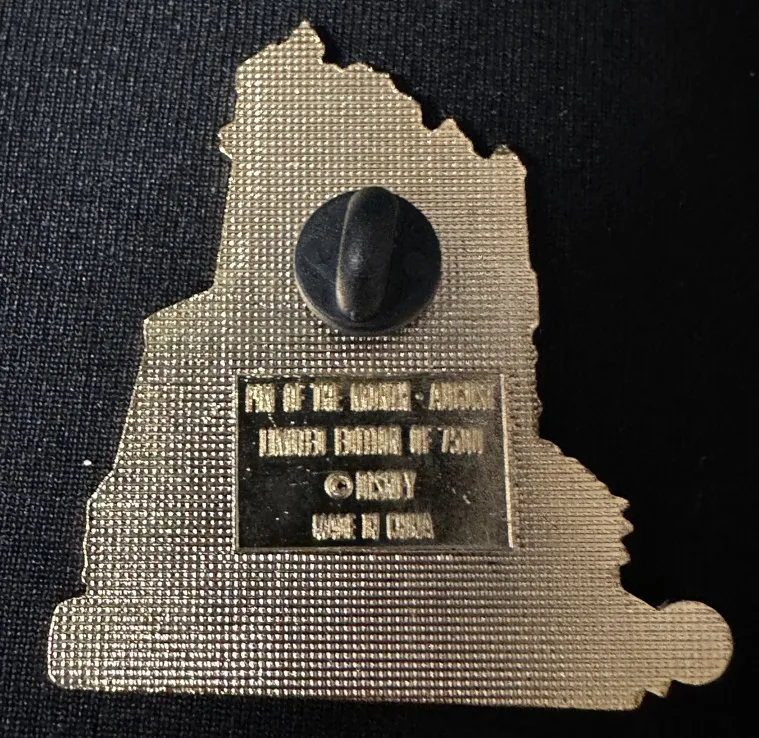 PIN OF THE MONTH - AUGUST
LIMITED EDITION OF 7500
© DISNEY
MADE IN CHINA